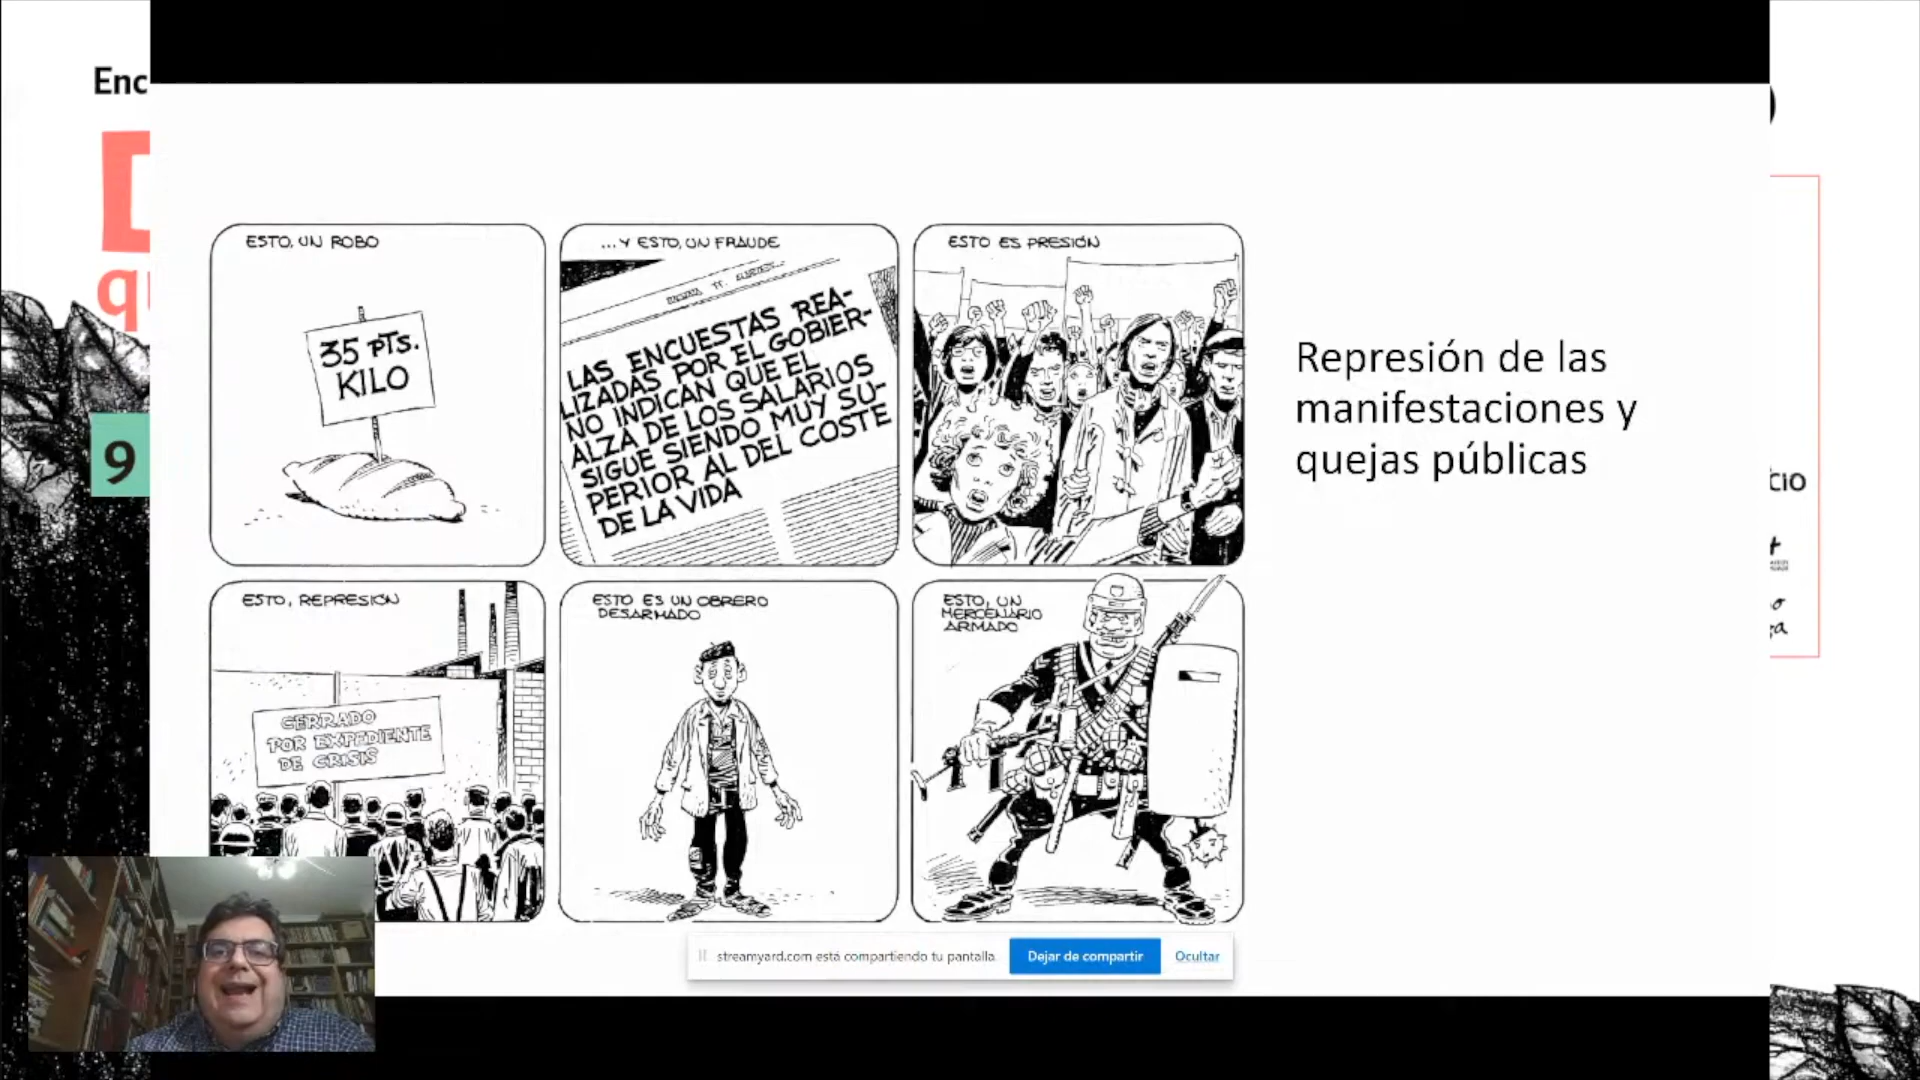 Enc
qu
9
ESTO, UN ROBO
35 PTS.
KILO
...Y ESTO, UN FRAUDE
LAS ENCUESTAS REA-
LIZADAS POR EL GOBIER-
NO INDICAN QUE EL
ALZA DE LOS SALARIOS
SIGUE SIENDO MUY SU-
PERIOR AL DEL COSTE
DE LA VIDA
ESTO ES PRESIÓN
Represión de las
manifestaciones y
quejas públicas
ESTO, REPRESIÓN
CERRADO
POR EXPEDIENTE
DE CRISIS
ESTO ES UN OBRERO
DESARMADO
ESTO, UN
MERCENARIO
ARMADO
streamyard.com está compartiendo tu pantalla.
Dejar de compartir
Ocultar
cio